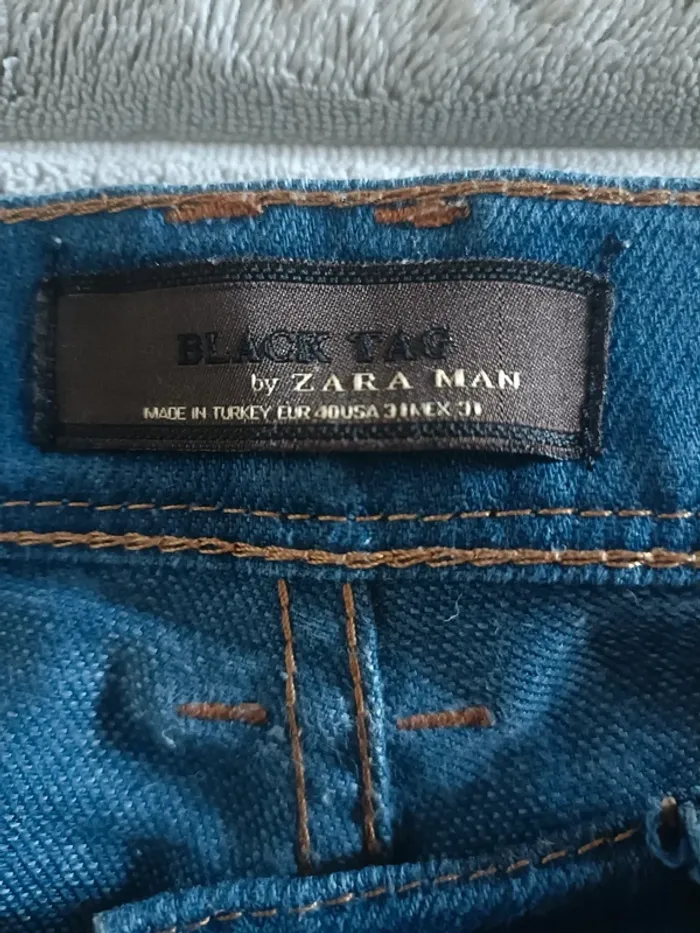 BLACK TAG
by ZARA MAN
MADE IN TURKEY EUR 40 USA 31 MEX 31